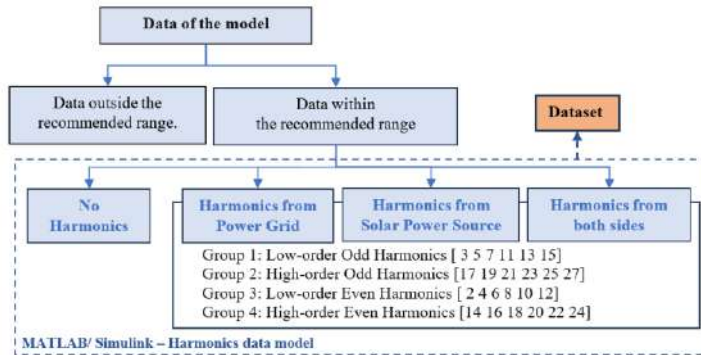 Data of the model
Data outside the
recommended range.
Data within
the recommended range
Dataset
No
Harmonics
Harmonics from
Power Grid
Harmonics from
Solar Power Source
Harmonics from
both sides
Group 1: Low-order Odd Harmonics [ 3 5 7 11 13 15]
Group 2: High-order Odd Harmonics [17 19 21 23 25 27]
Group 3: Low-order Even Harmonics [ 2 4 6 8 10 12]
Group 4: High-order Even Harmonics [14 16 18 20 22 24]
MATLAB/ Simulink – Harmonics data model